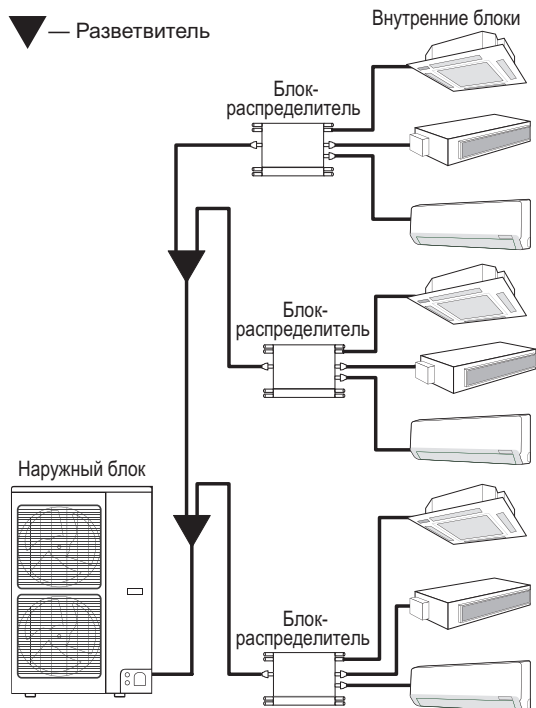 — Разветвитель
Внутренние блоки
Блок-
распределитель
Блок-
распределитель
Наружный блок
Блок-
распределитель